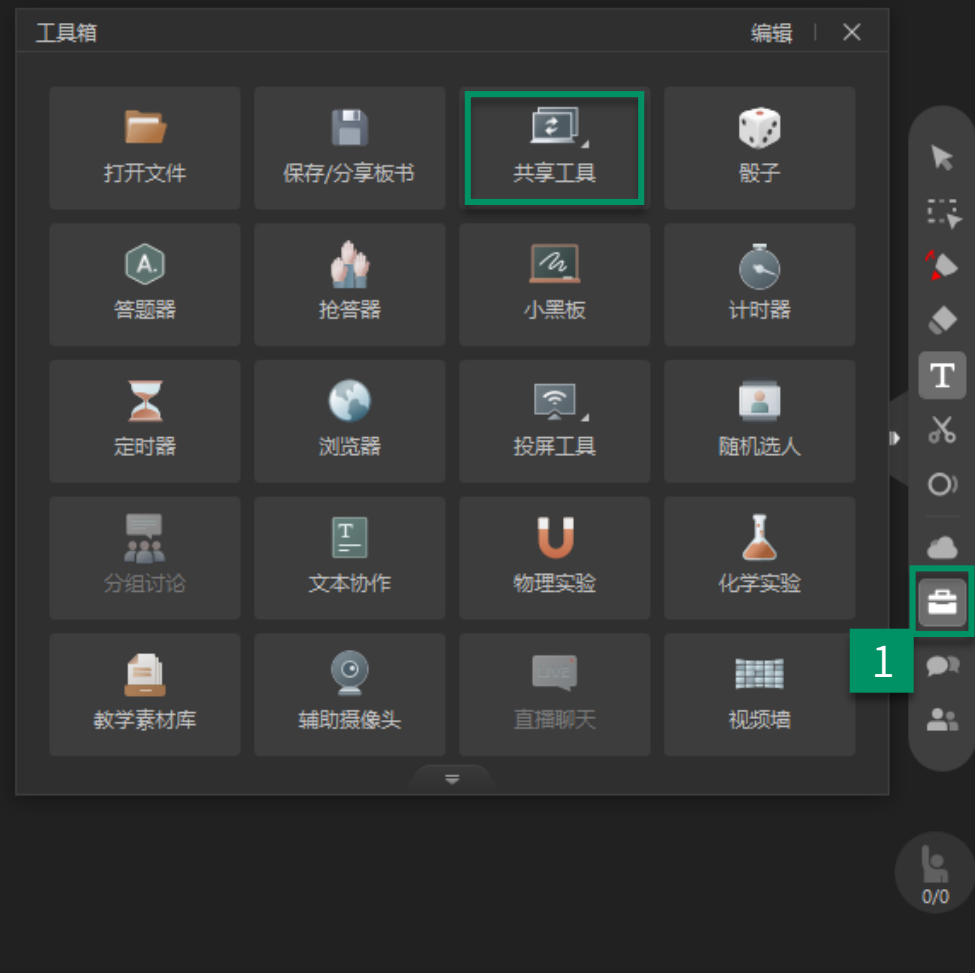 工具箱
编辑
打开文件
保存/分享板书
共享工具
骰子
A.
答题器
抢答器
小黑板
计时器
定时器
浏览器
投屏工具
随机选人
分组讨论
T
文本协作
物理实验
化学实验
教学素材库
辅助摄像头
LIVE
直播聊天
视频墙
T
1
0/0